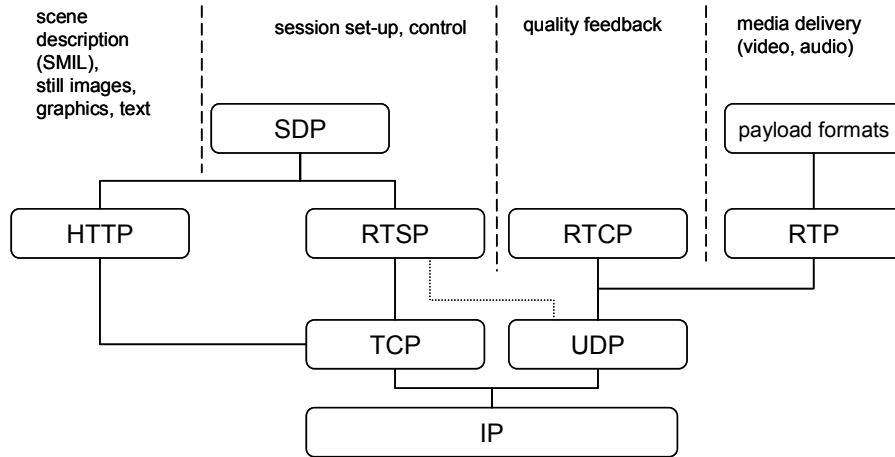 scene
description
(SMIL),
still images,
graphics, text
session set-up, control
quality feedback
media delivery
(video, audio)
SDP
payload formats
HTTP
RTSP
RTCP
RTP
TCP
UDP
IP